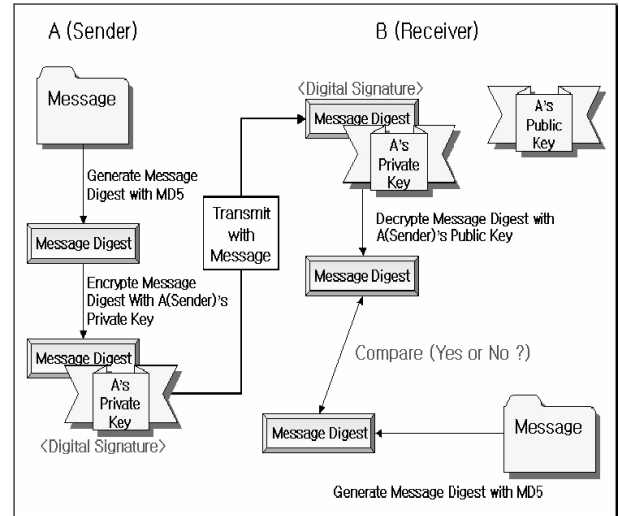 A (Sender)
Message
Generate Message
Digest with MD5
Message Digest
Encrypte Message
Digest With A(Sender)'s
Private Key
Message Digest
A's
Private
Key
<Digital Signature>
Transmit
with
Message
B (Receiver)
<Digital Signature>
Message Digest
A's
Private
Key
A's
Public
Key
Decrypte Message Digest with
A(Sender)'s Public Key
Message Digest
Compare (Yes or No ?)
Message Digest
Message
Generate Message Digest with MD5